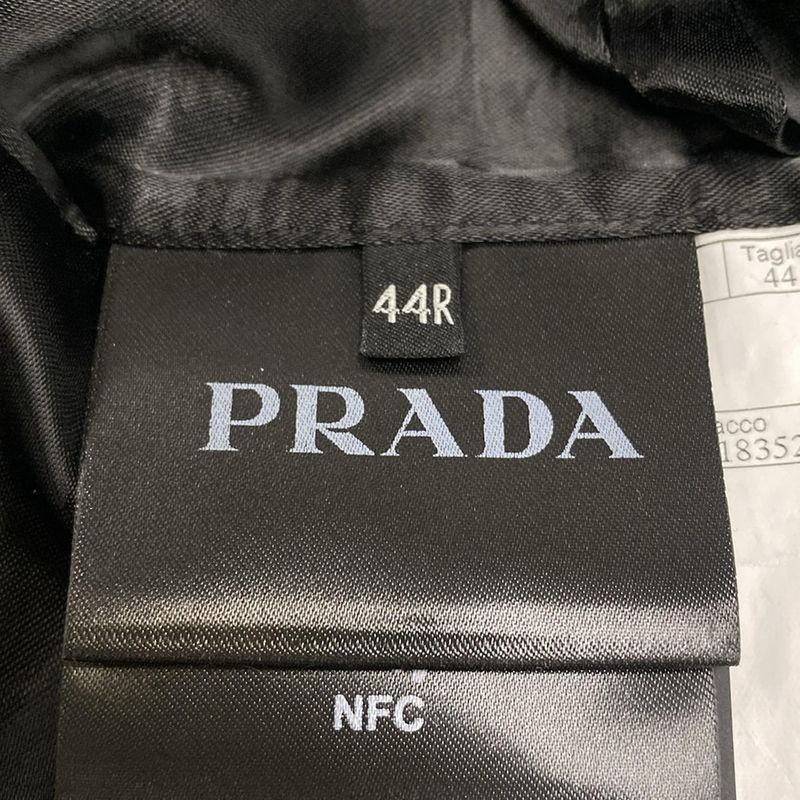 44R
PRADA
NFC
Taglia
44
acco
18352